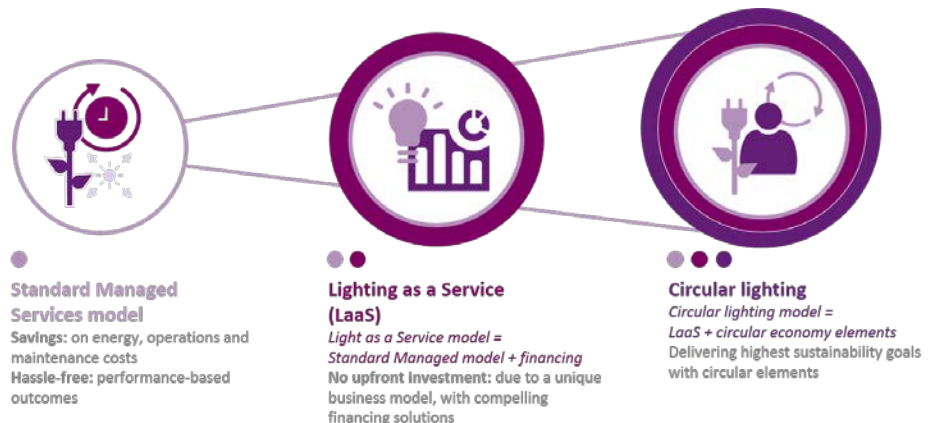 Standard Managed
Services model
Savings: on energy, operations and
maintenance costs
Hassle-free: performance-based
outcomes
Lighting as a Service
(LaaS)
Light as a Service model =
Standard Managed model + financing
No upfront investment: due to a unique
business model, with compelling
financing solutions
Circular lighting
Circular lighting model =
LaaS + circular economy elements
Delivering highest sustainability goals
with circular elements